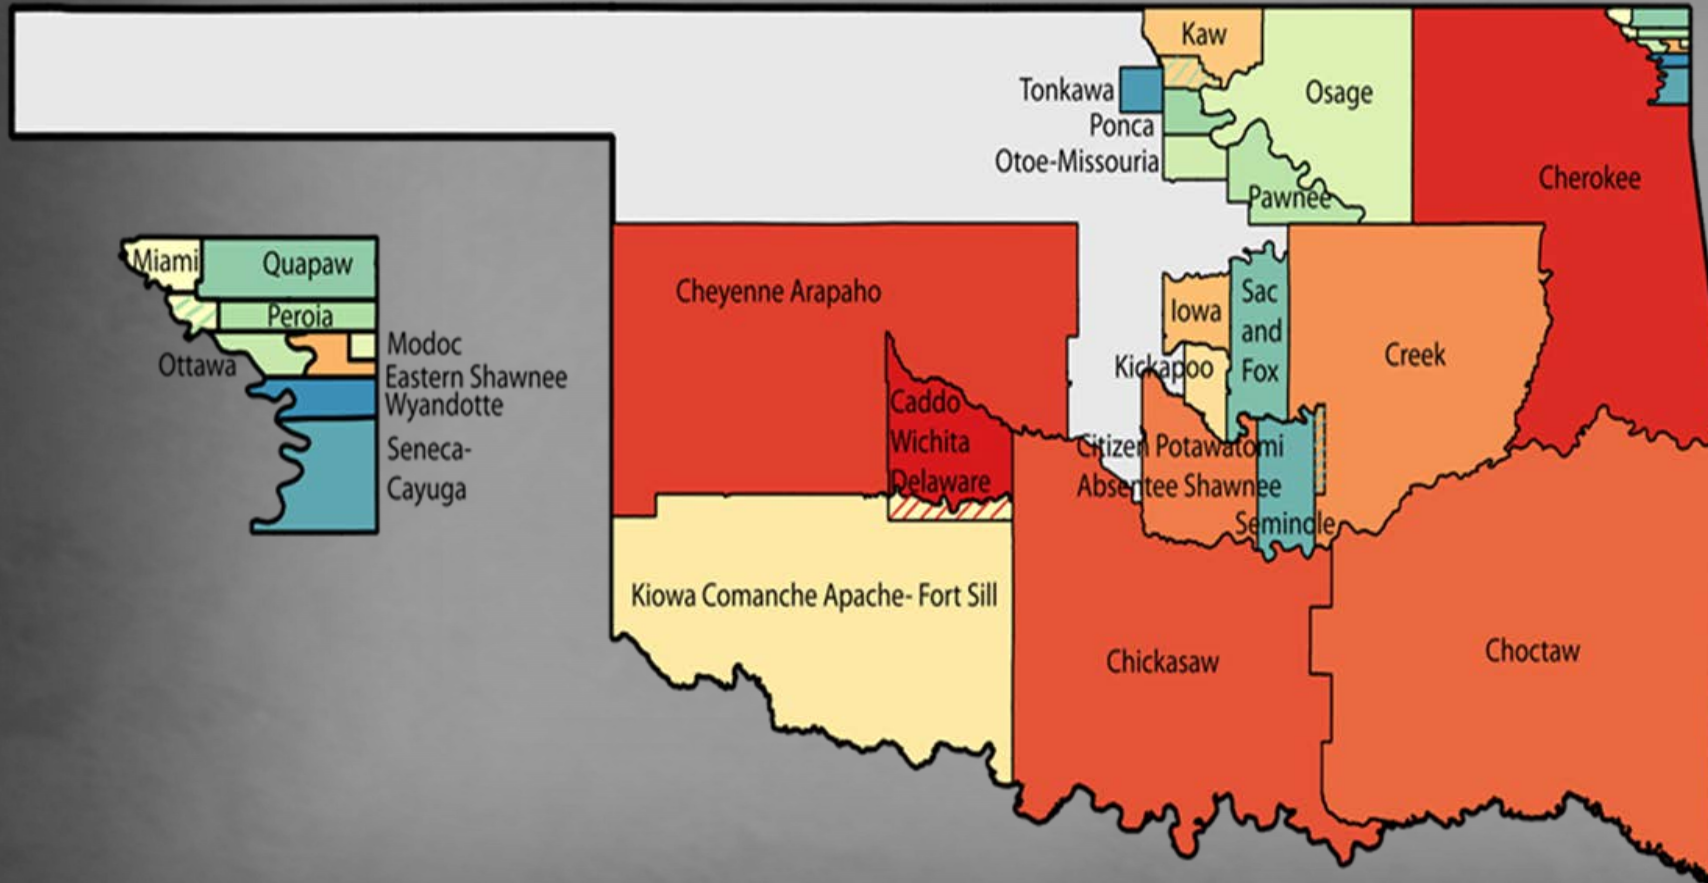 Kaw
Tonkawa
Osage
Ponca
Otoe-Missouria
Cherokee
Pawnee
Miami
Quapaw
Peroia
Ottawa
Modoc
Eastern Shawnee
Wyandotte
Seneca-
Cayuga
Cheyenne Arapaho
Iowa
Sac
and
Fox
Kickapoo
Creek
Caddo
Wichita
Delaware
Citizen Potawatomi
Absentee Shawnee
Seminole
Kiowa Comanche Apache- Fort Sill
Chickasaw
Choctaw